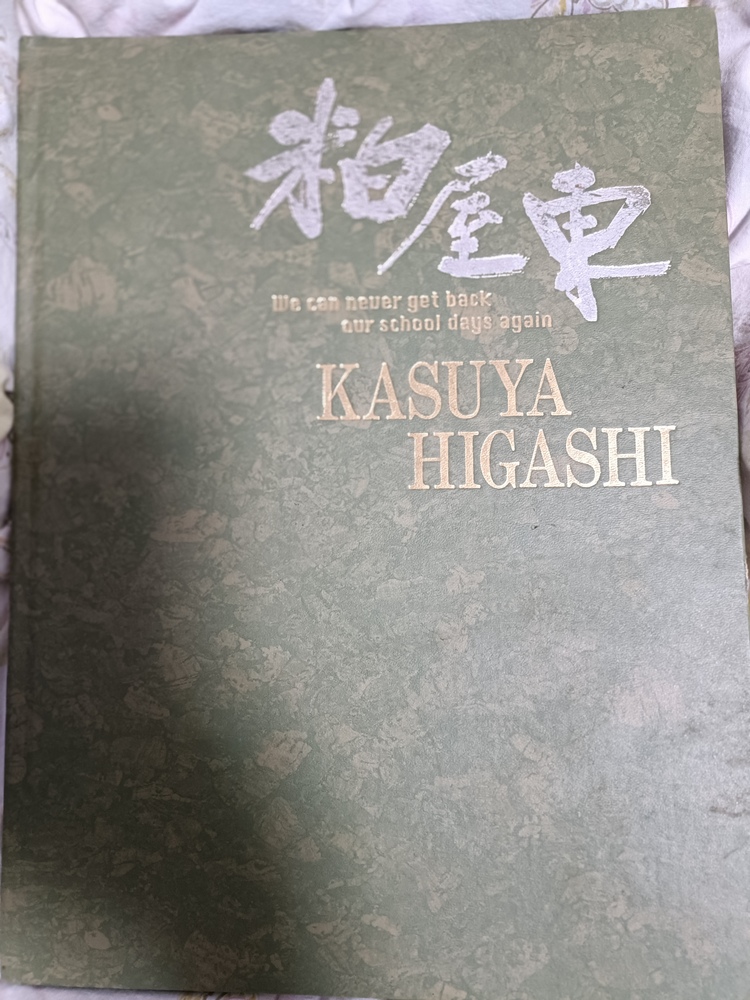 粕屋東
We can never get back
our school days again
KASUYA
HIGASHI